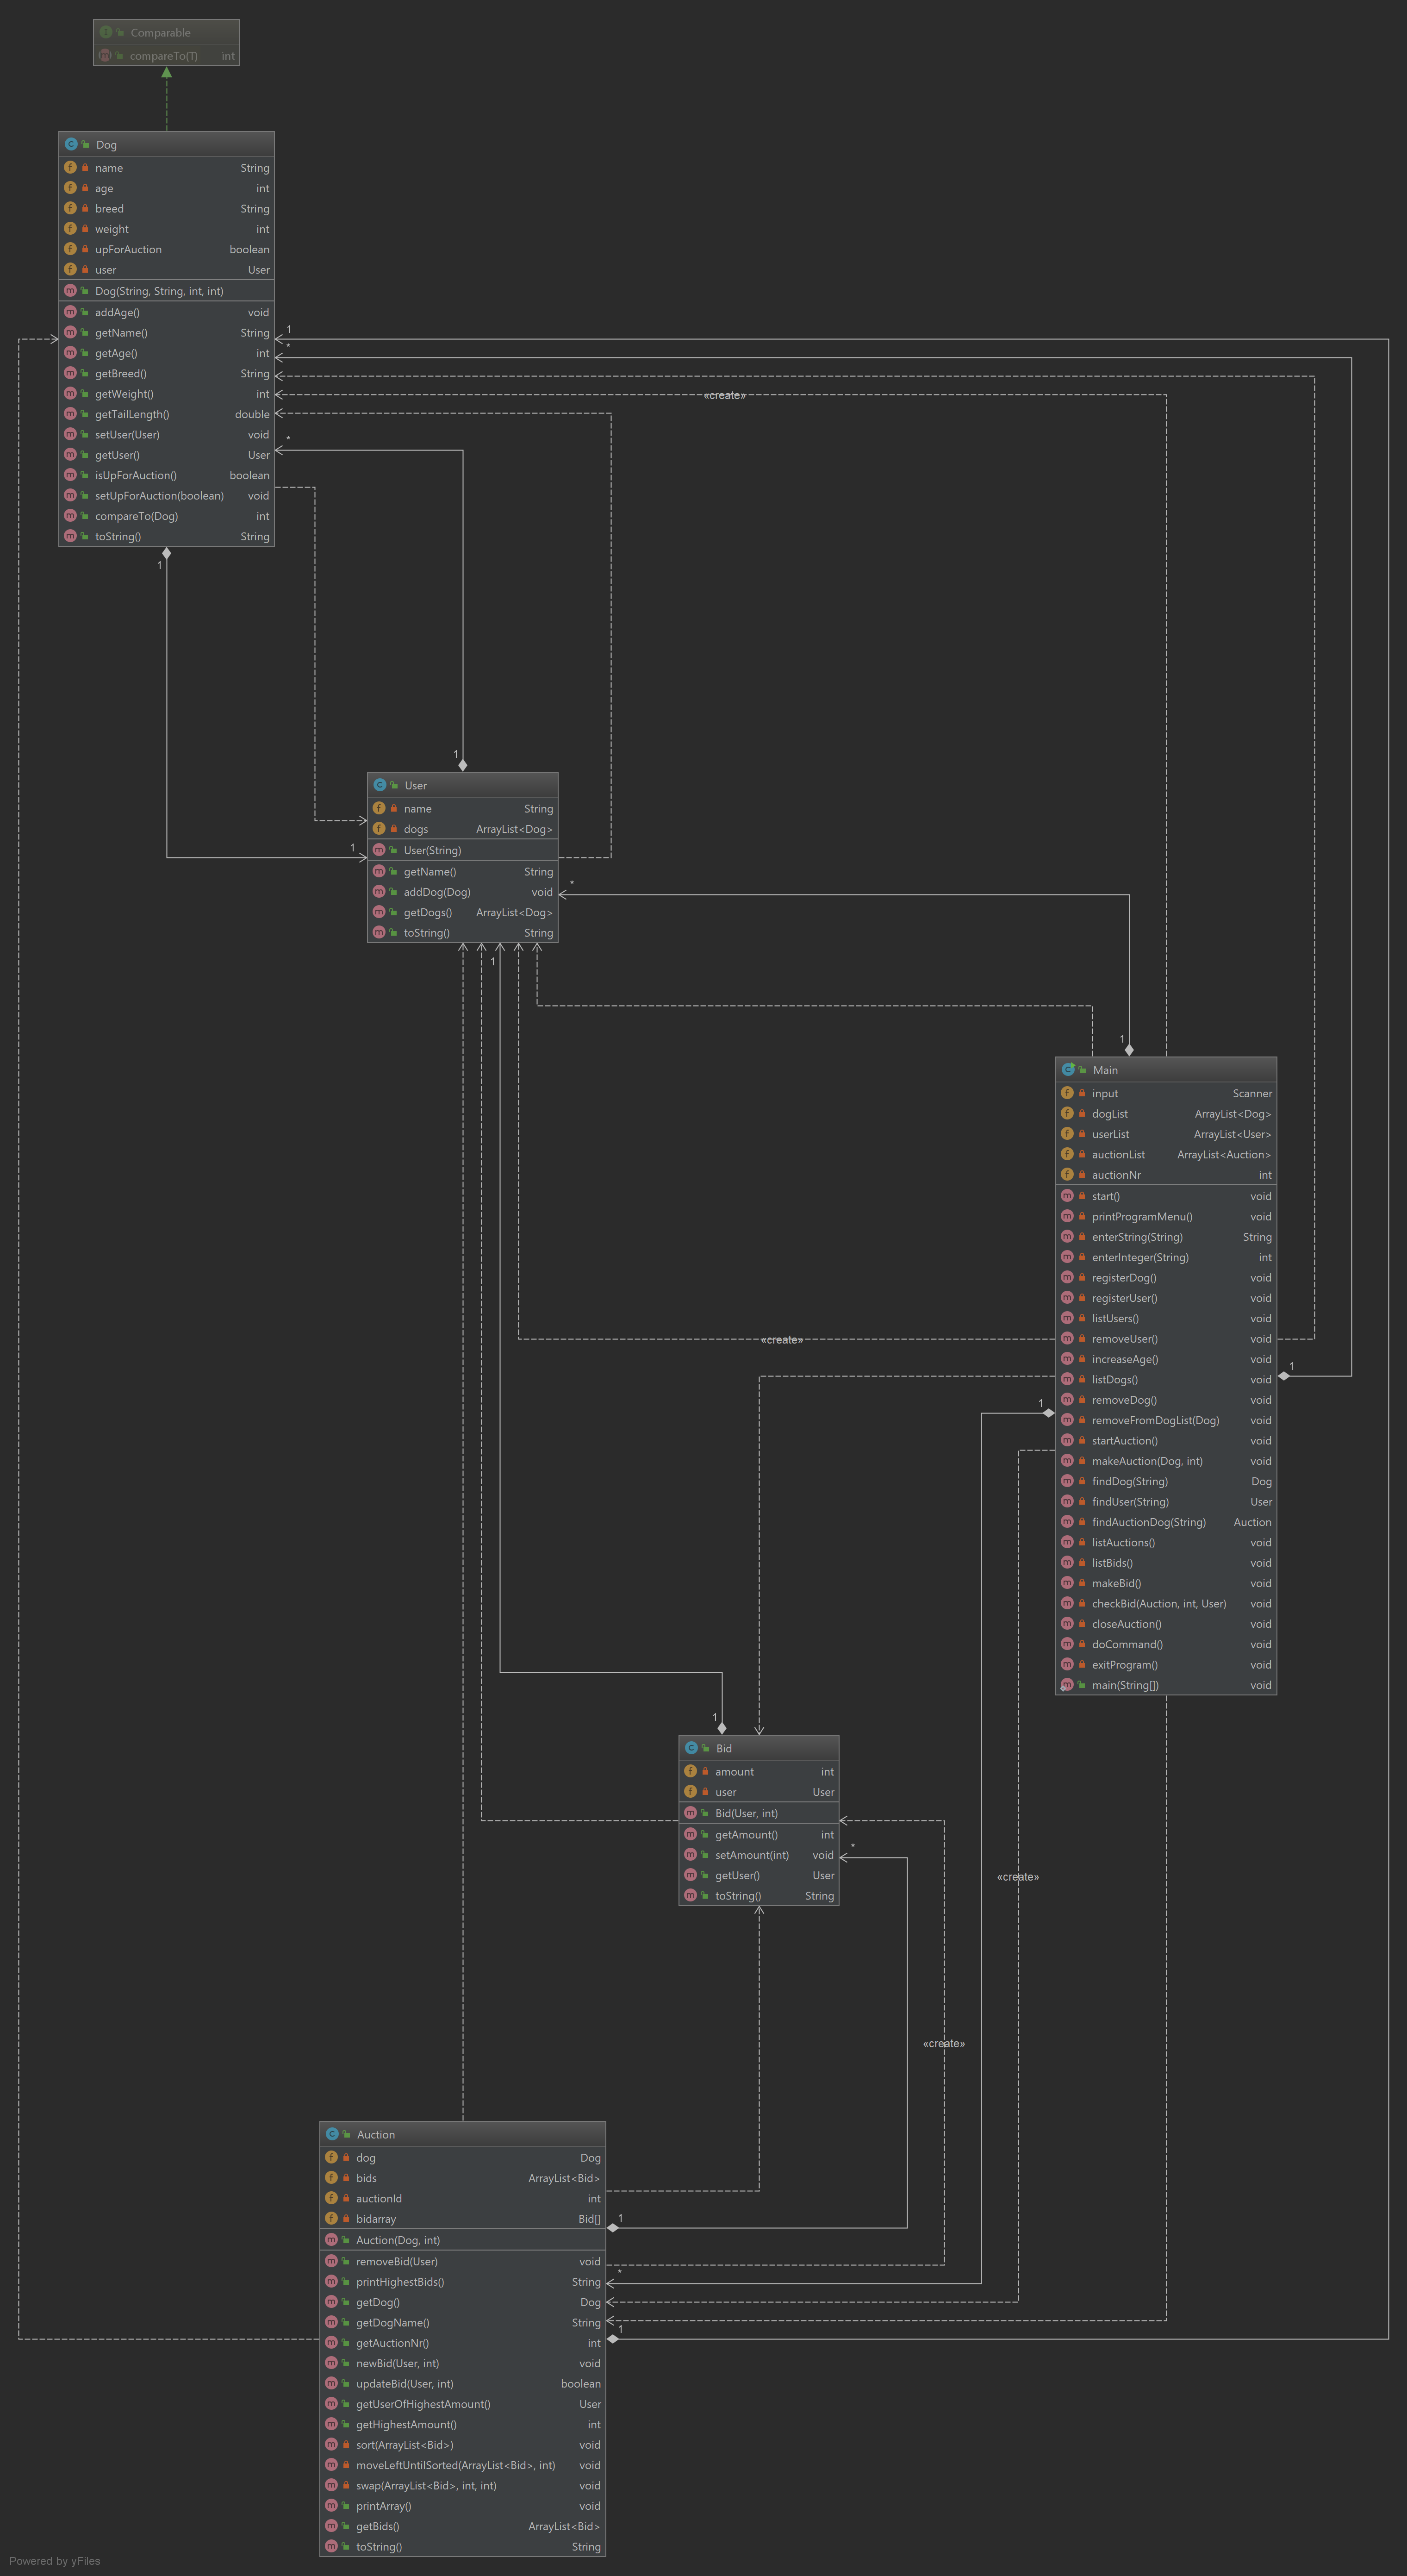 Comparable
compareTo(T) int
Dog
name String
age int
breed String
weight int
upForAuction boolean
user User
Dog(String, String, int, int)
addAge() void
getName() String
getAge() int
getBreed() String
getWeight() int
getTailLength() double
setUser(User) void
getUser() User
isUpForAuction() boolean
setUpForAuction(boolean) void
compareTo(Dog) int
toString() String
1
*
«create»
*
1
1
1
User
name String
dogs ArrayList<Dog>
User(String)
getName() String
addDog(Dog) void
getDogs() ArrayList<Dog>
toString() String
*
1
1
Main
input Scanner
dogList ArrayList<Dog>
userList ArrayList<User>
auctionList ArrayList<Auction>
auctionNr int
start() void
printProgramMenu() void
enterString(String) String
enterInteger(String) int
registerDog() void
registerUser() void
listUsers() void
removeUser() void
increaseAge() void
listDogs() void
removeDog() void
removeFromDogList(Dog) void
startAuction() void
makeAuction(Dog, int) void
findDog(String) Dog
findUser(String) User
findAuctionDog(String) Auction
listAuctions() void
listBids() void
makeBid() void
checkBid(Auction, int, User) void
closeAuction() void
doCommand() void
exitProgram() void
main(String[]) void
«create»
1
1
1
Bid
amount int
user User
Bid(User, int)
getAmount() int
setAmount(int) void
getUser() User
toString() String
*
«create»
«create»
Auction
dog Dog
bids ArrayList<Bid>
auctionId int
bidarray Bid[]
Auction(Dog, int)
removeBid(User) void
printHighestBids() String
getDog() Dog
getDogName() String
getAuctionNr() int
newBid(User, int) void
updateBid(User, int) boolean
getUserOfHighestAmount() User
getHighestAmount() int
sort(ArrayList<Bid>) void
moveLeftUntilSorted(ArrayList<Bid>, int) void
swap(ArrayList<Bid>, int, int) void
printArray() void
getBids() ArrayList<Bid>
toString() String
1
*
1
Powered by yFiles